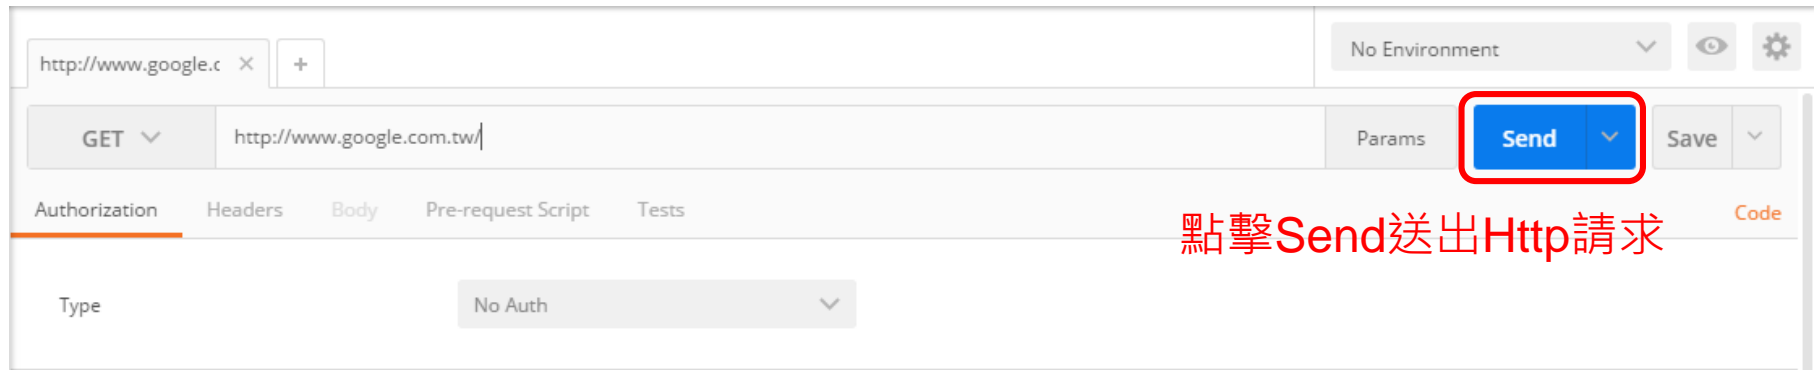 http://www.google.c
+
No Environment
GET
http://www.google.com.tw/
Params
Send
Save
Authorization
Headers
Body
Pre-request Script
Tests
Code
點擊Send送出Http請求
Type
No Auth